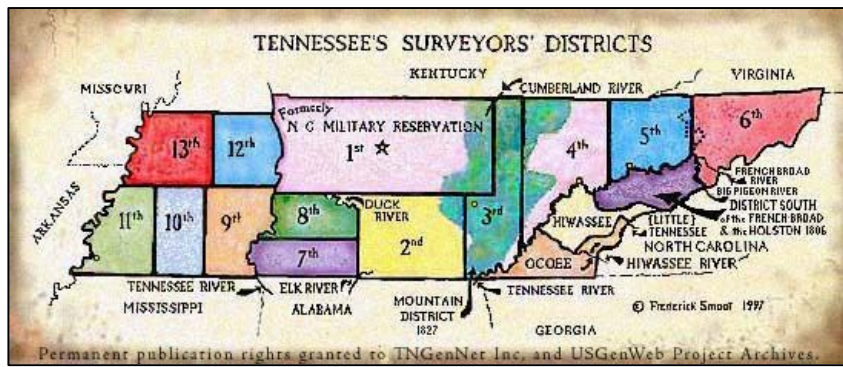 TENNESSEE'S SURVEYORS' DISTRICTS
KENTUCKY
VIRGINIA
MISSOURI
CUMBERLAND RIVER
Formerly
N C MILITARY RESERVATION
13th
12th
1st
4th
5th
6th
FRENCH BROAD
RIVER
BIG PIGEON RIVER
DISTRICT SOUTH
of the FRENCH BROAD
& the HOLSTON 1806
ARKANSAS
11th
10th
9th
8th
DUCK
RIVER
2nd
3rd
HIWASSEE
{LITTLE}
TENNESSEE
NORTH CAROLINA
7th
OCOEE
HIWASSEE RIVER
TENNESSEE RIVER
MISSISSIPPI
ELK RIVER
ALABAMA
MOUNTAIN
DISTRICT
1827
TENNESSEE RIVER
GEORGIA
© Frederick Smoot 1997
Permanent publication rights granted to TNGenNet Inc, and USGenWeb Project Archives.